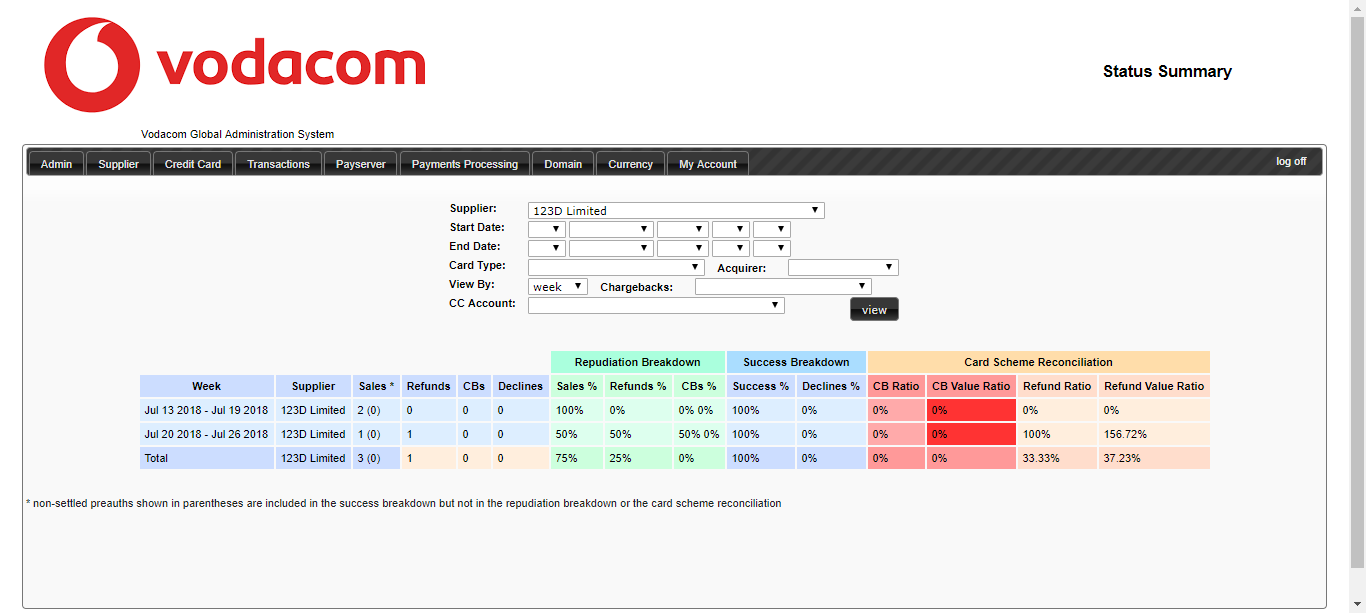 vodacom
Status Summary
Vodacom Global Administration System
Admin Supplier Credit Card Transactions Payserver Payments Processing Domain Currency My Account log off
Supplier: 123D Limited
Start Date:
End Date:
Card Type: Acquirer:
View By: week Chargebacks:
CC Account: view
Repudiation Breakdown Success Breakdown Card Scheme Reconciliation
Week Supplier Sales * Refunds CBs Declines Sales % Refunds % CBs % Success % Declines % CB Ratio CB Value Ratio Refund Ratio Refund Value Ratio
Jul 13 2018 - Jul 19 2018 123D Limited 2 (0) 0 0 0 100% 0% 0% 0% 100% 0% 0% 0% 0% 0%
Jul 20 2018 - Jul 26 2018 123D Limited 1 (0) 1 0 0 50% 50% 50% 0% 100% 0% 0% 0% 100% 156.72%
Total 123D Limited 3 (0) 1 0 0 75% 25% 0% 100% 0% 0% 0% 33.33% 37.23%
* non-settled preauths shown in parentheses are included in the success breakdown but not in the repudiation breakdown or the card scheme reconciliation